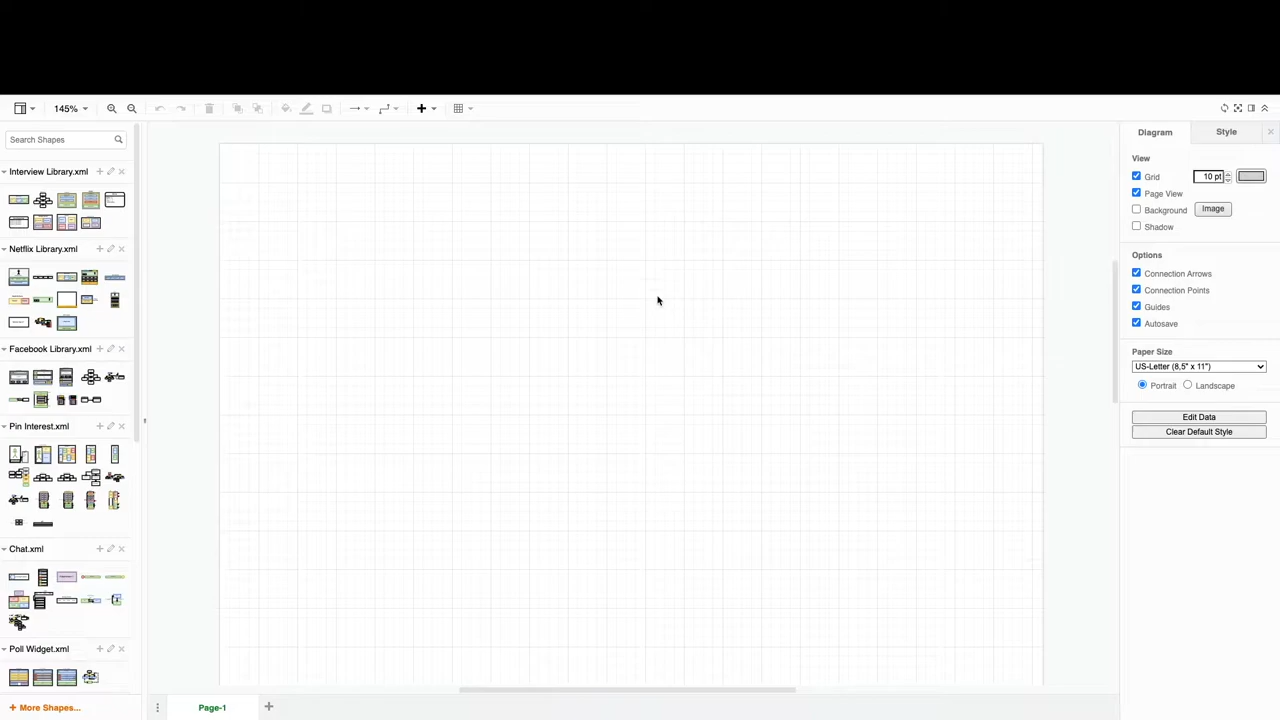 145%
Search Shapes
Diagram
Style
Interview Library.xml
Netflix Library.xml
Facebook Library.xml
Pin Interest.xml
Chat.xml
Poll Widget.xml
+ More Shapes...
View
Grid
10 pt
Page View
Background
Image
Shadow
Options
Connection Arrows
Connection Points
Guides
Autosave
Paper Size
US-Letter (8,5" x 11")
Portrait
Landscape
Edit Data
Clear Default Style
Page-1